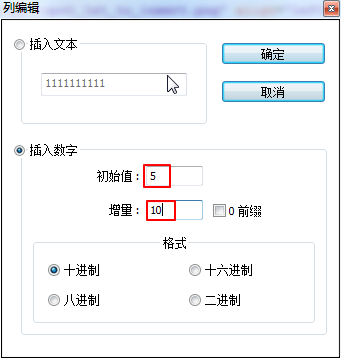 列编辑
插入文本
1111111111
确定
取消
插入数字
初始值： 5
增量： 10 0 前缀
格式
十进制 十六进制
八进制 二进制